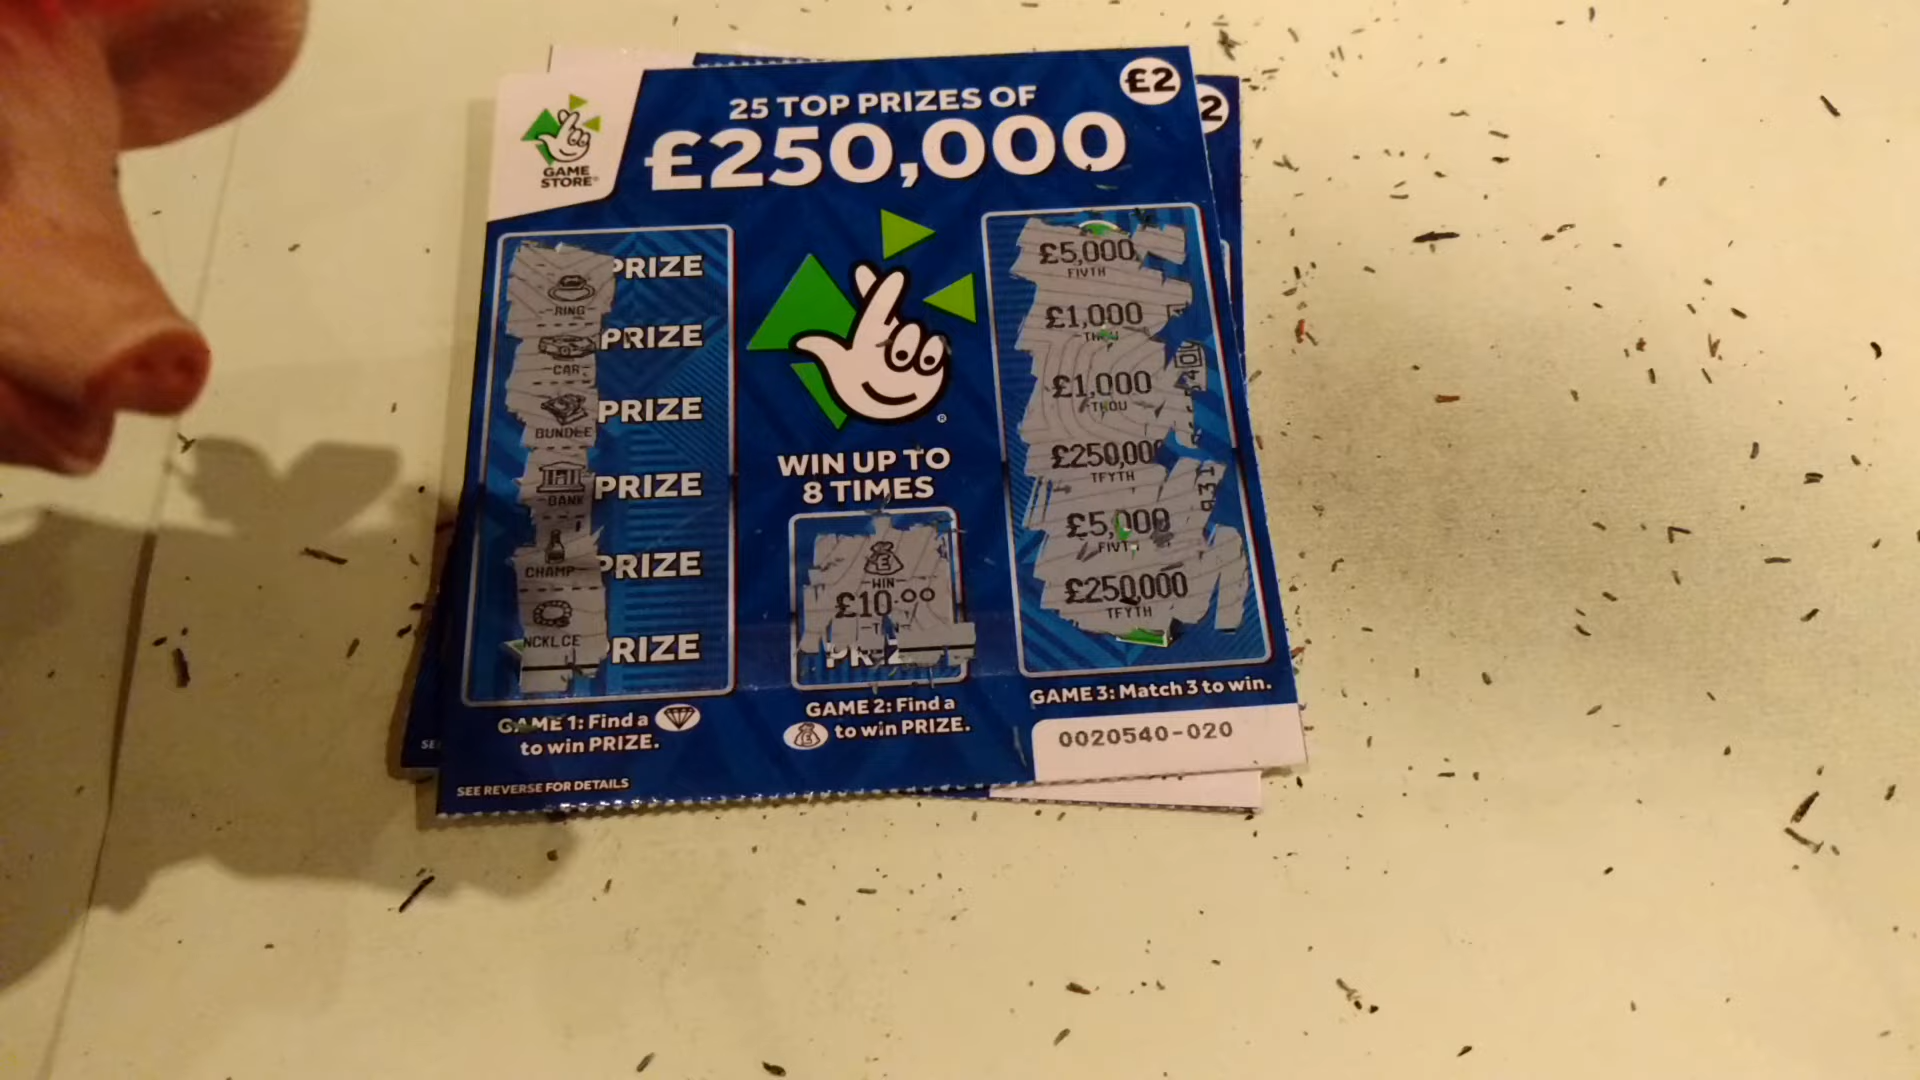 25 TOP PRIZES OF
£250,000
£2
2
GAME
STORE
PRIZE
RING
PRIZE
CAR
PRIZE
BUNDLE
PRIZE
BANK
PRIZE
CHAMP
PRIZE
NCKLCE
GAME 1: Find a
to win PRIZE.
SEE REVERSE FOR DETAILS
WIN UP TO
8 TIMES
WIN
£10.00
GAME 2: Find a
to win PRIZE.
£5,000
FIVTH
£1,000
THOU
£1,000
THOU
£250,000
TFYTH
£5,000
FIVTH
£250,000
TFYTH
GAME 3: Match 3 to win.
0020540-020